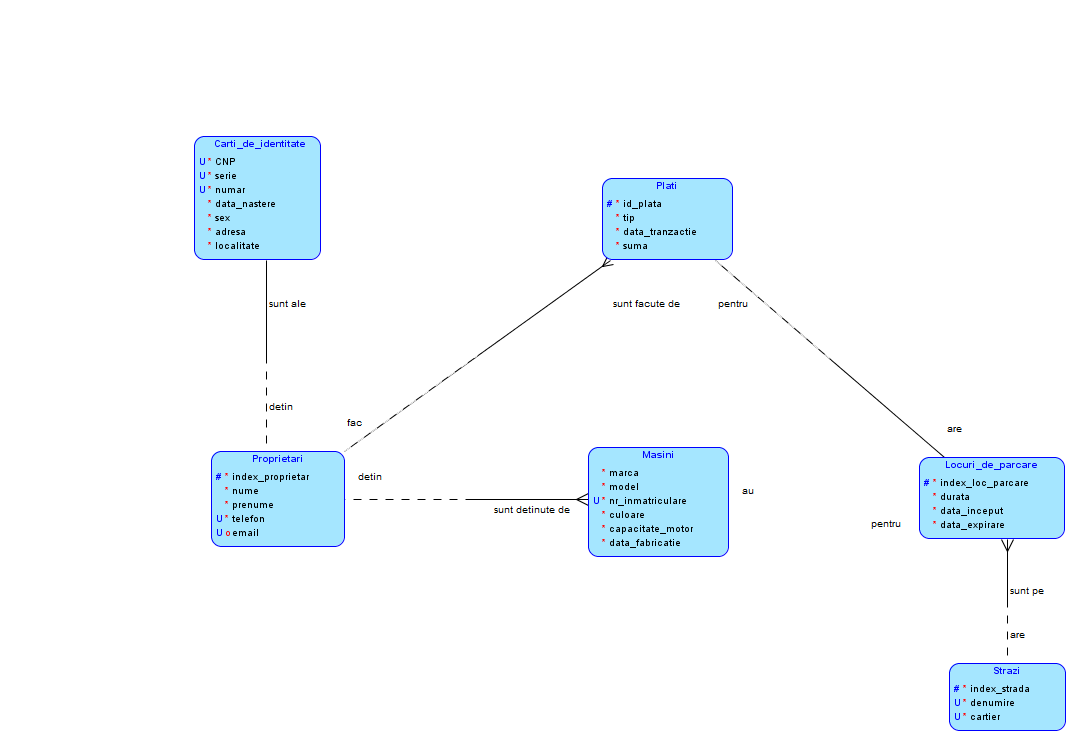 Carti_de_identitate
U * CNP
U * serie
U * numar
* data_nastere
* sex
* adresa
* localitate
Plati
# * id_plata
* tip
* data_tranzactie
* suma
sunt ale
sunt facute de
pentru
detin
fac
are
Proprietari
# * index_proprietar
* nume
* prenume
U * telefon
U o email
detin
sunt detinute de
Masini
* marca
* model
U * nr_inmatriculare
* culoare
* capacitate_motor
* data_fabricatie
au
pentru
Locuri_de_parcare
# * index_loc_parcare
* durata
* data_inceput
* data_expirare
sunt pe
are
Strazi
# * index_strada
U * denumire
U * cartier